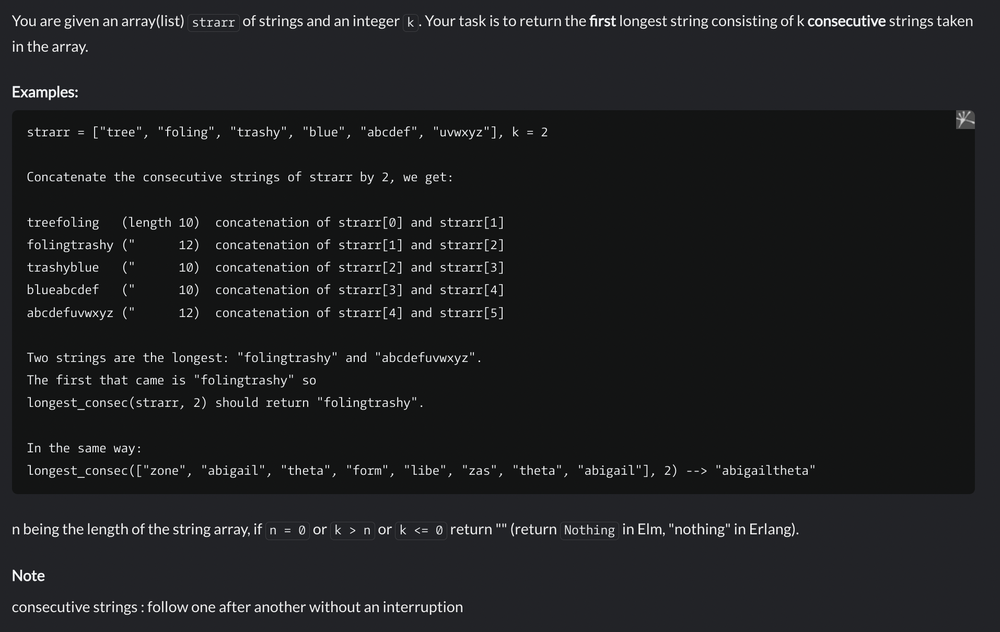 You are given an array(list) strarr of strings and an integer k. Your task is to return the first longest string consisting of k consecutive strings taken
in the array.
Examples:
strarr = ["tree", "foling", "trashy", "blue", "abcdef", "uvwxyz"], k = 2
Concatenate the consecutive strings of strarr by 2, we get:
treefoling   (length 10)  concatenation of strarr[0] and strarr[1]
folingtrashy ("      12)  concatenation of strarr[1] and strarr[2]
trashyblue   ("      10)  concatenation of strarr[2] and strarr[3]
blueabcdef   ("      10)  concatenation of strarr[3] and strarr[4]
abcdefuvwxyz ("      12)  concatenation of strarr[4] and strarr[5]
Two strings are the longest: "folingtrashy" and "abcdefuvwxyz".
The first that came is "folingtrashy" so
longest_consec(strarr, 2) should return "folingtrashy".
In the same way:
longest_consec(["zone", "abigail", "theta", "form", "libe", "zas", "theta", "abigail"], 2) --> "abigailtheta"
n being the length of the string array, if n = 0 or k > n or k <= 0 return "" (return Nothing in Elm, "nothing" in Erlang).
Note
consecutive strings : follow one after another without an interruption